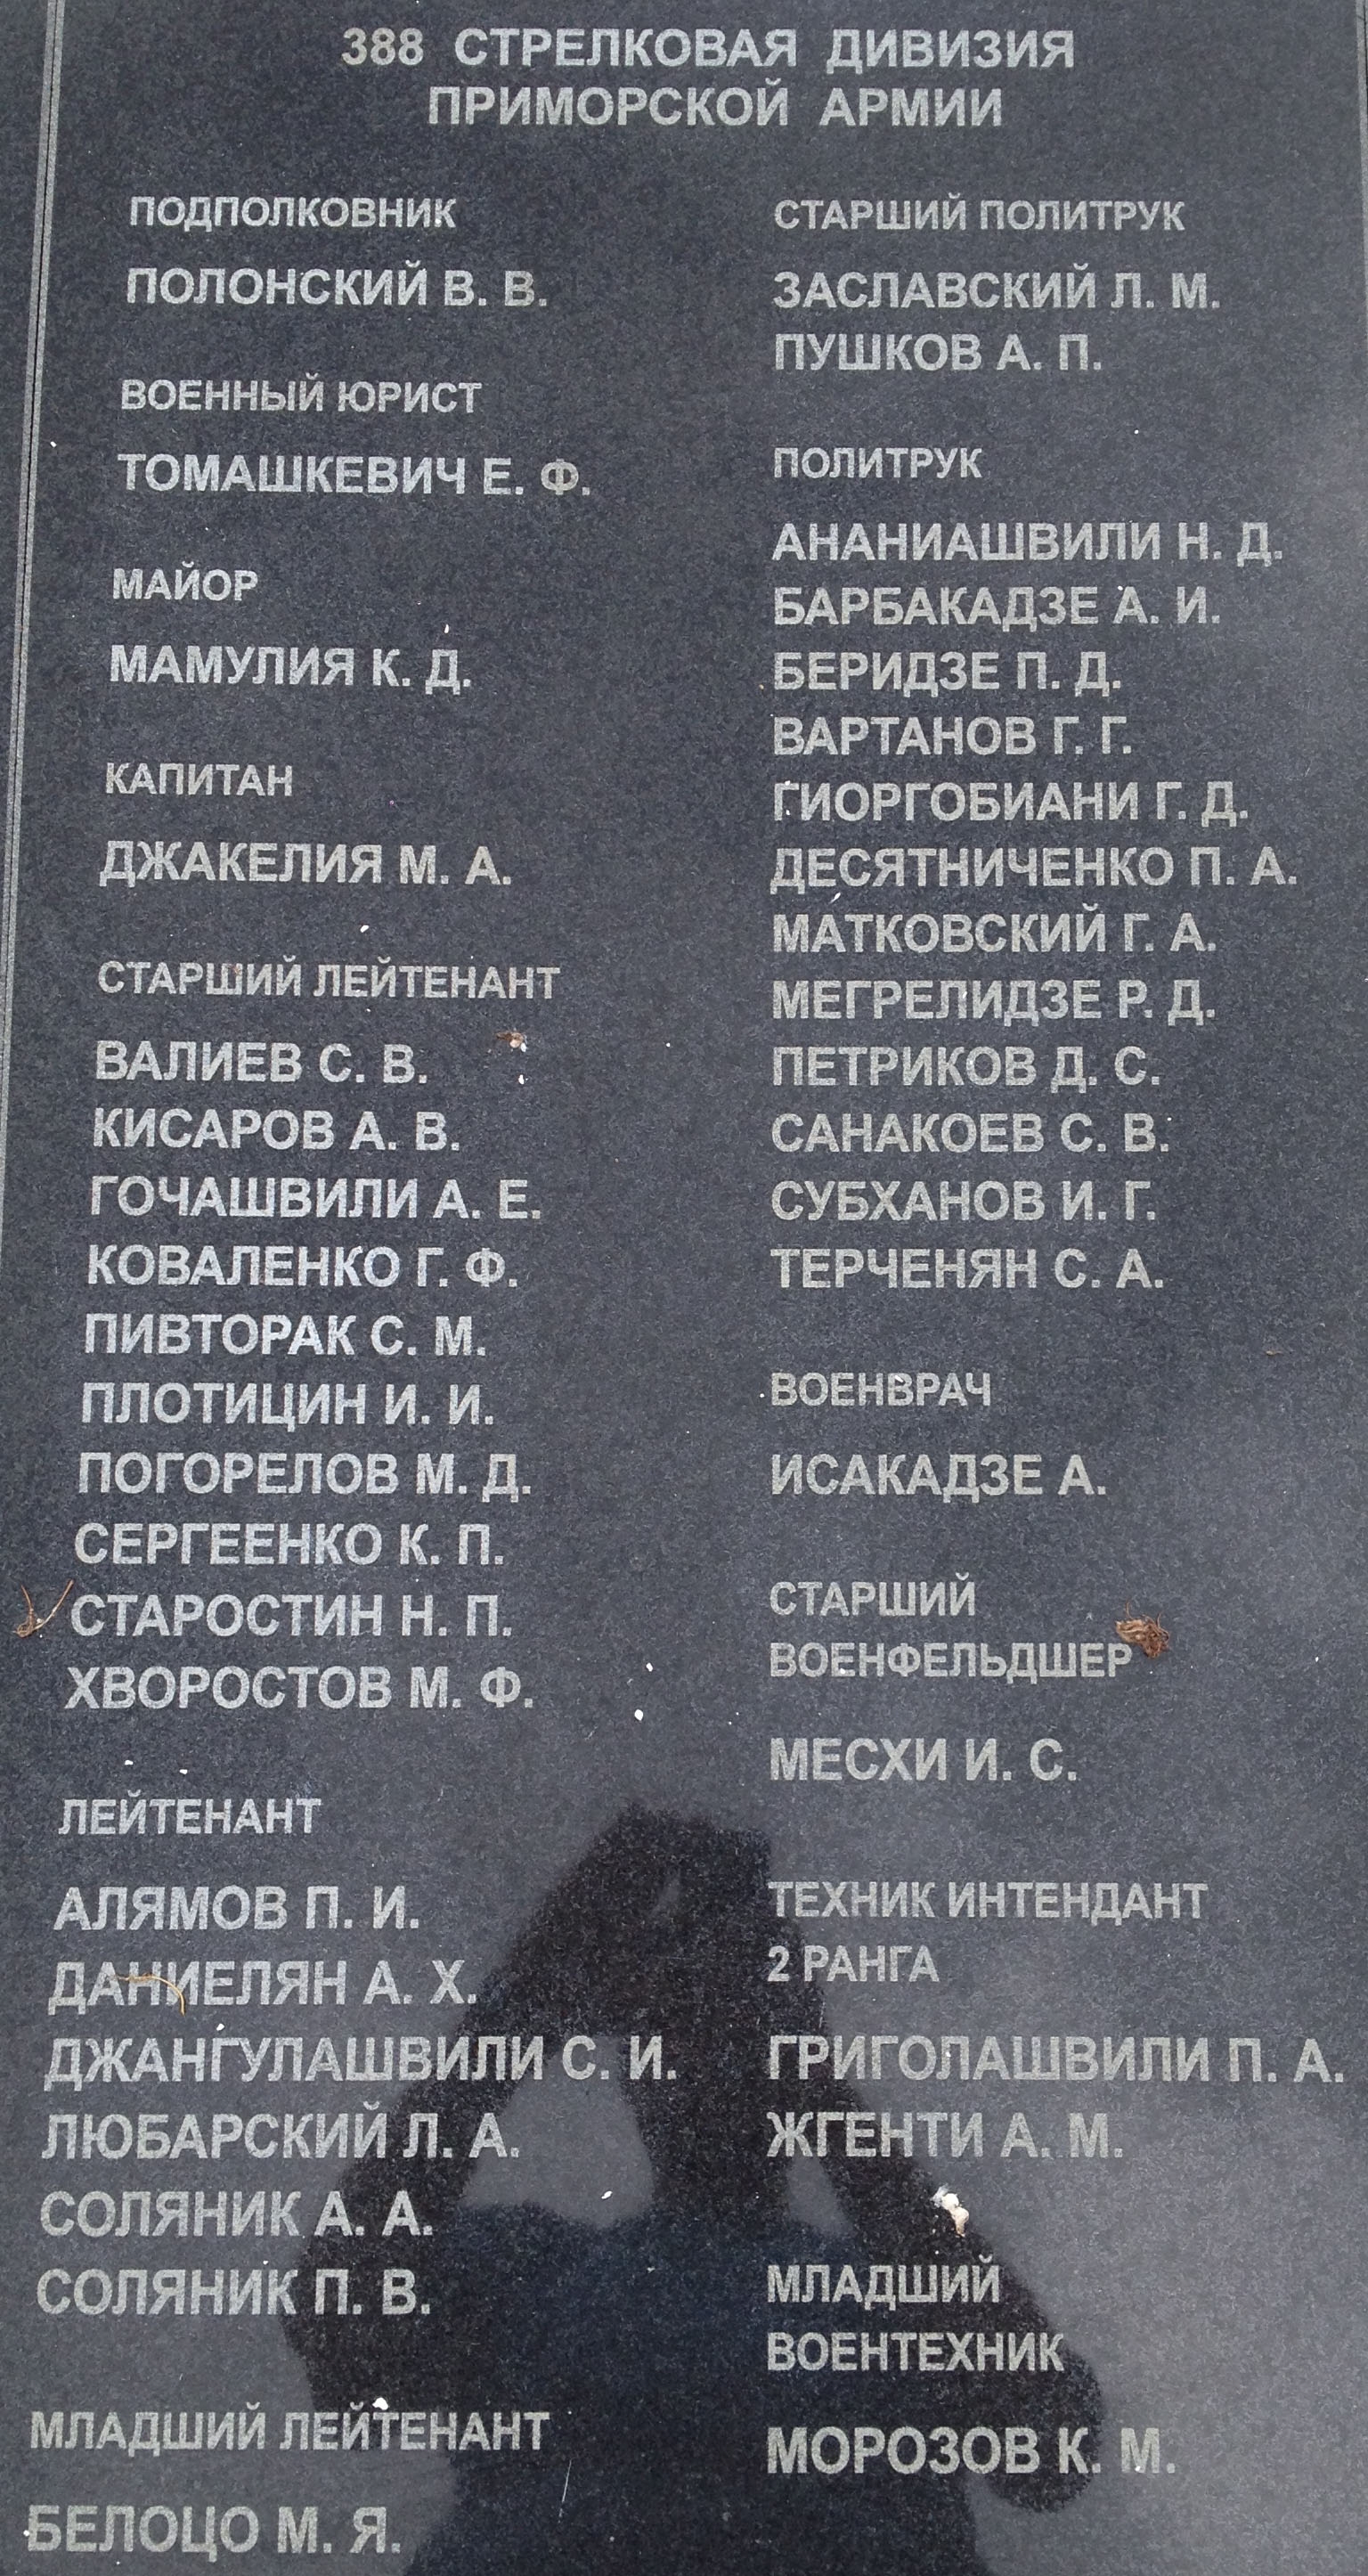 388 СТРЕЛКОВАЯ ДИВИЗИЯ
ПРИМОРСКОЙ АРМИИ
ПОДПОЛКОВНИК
ПОЛОНСКИЙ В. В.
ВОЕННЫЙ ЮРИСТ
ТОМАШКЕВИЧ Е. Ф.
МАЙОР
МАМУЛИЯ К. Д.
КАПИТАН
ДЖАКЕЛИЯ М. А.
СТАРШИЙ ЛЕЙТЕНАНТ
ВАЛИЕВ С. В.
КИСАРОВ А. В.
ГОЧАШВИЛИ А. Е.
КОВАЛЕНКО Г. Ф.
ПИВТОРАК С. М.
ПЛОТИЦИН И. И.
ПОГОРЕЛОВ М. Д.
СЕРГЕЕНКО К. П.
СТАРОСТИН Н. П.
ХВОРОСТОВ М. Ф.
ЛЕЙТЕНАНТ
АЛЯМОВ П. И.
ДАНИЕЛЯН А. Х.
ДЖАНГУЛАШВИЛИ С. И.
ЛЮБАРСКИЙ Л. А.
СОЛЯНИК А. А.
СОЛЯНИК П. В.
МЛАДШИЙ ЛЕЙТЕНАНТ
БЕЛОЦО М. Я.
СТАРШИЙ ПОЛИТРУК
ЗАСЛАВСКИЙ Л. М.
ПУШКОВ А. П.
ПОЛИТРУК
АНАНИАШВИЛИ Н. Д.
БАРБАКАДЗЕ А. И.
БЕРИДЗЕ П. Д.
ВАРТАНОВ Г. Г.
ГИОРГОБИАНИ Г. Д.
ДЕСЯТНИЧЕНКО П. А.
МАТКОВСКИЙ Г. А.
МЕГРЕЛИДЗЕ Р. Д.
ПЕТРИКОВ Д. С.
САНАКОЕВ С. В.
СУБХАНОВ И. Г.
ТЕРЧЕНЯН С. А.
ВОЕНВРАЧ
ИСАКАДЗЕ А.
СТАРШИЙ
ВОЕНФЕЛЬДШЕР
МЕСХИ И. С.
ТЕХНИК ИНТЕНДАНТ
2 РАНГА
ГРИГОЛАШВИЛИ П. А.
ЖГЕНТИ А. М.
МЛАДШИЙ
ВОЕНТЕХНИК
МОРОЗОВ К. М.